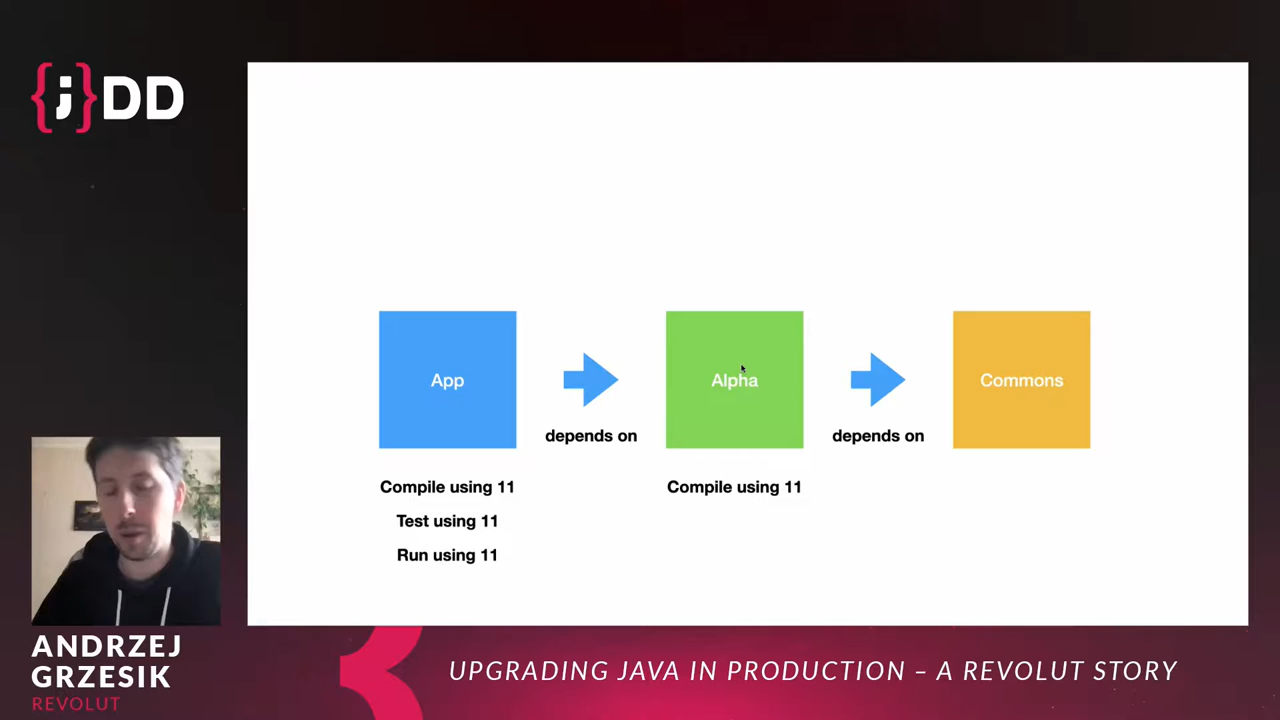 {;}DD
App
Alpha
Commons
depends on
depends on
Compile using 11
Compile using 11
Test using 11
Run using 11
ANDRZEJ
GRZESIK
REVOLUT
UPGRADING JAVA IN PRODUCTION – A REVOLUT STORY